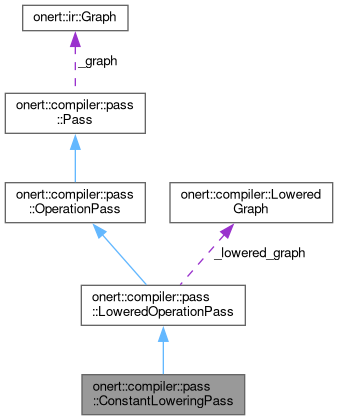 onert::ir::Graph
_graph
onert::compiler::pass
::Pass
onert::compiler::pass
::OperationPass
onert::compiler::Lowered
Graph
_lowered_graph
onert::compiler::pass
::LoweredOperationPass
onert::compiler::pass
::ConstantLoweringPass